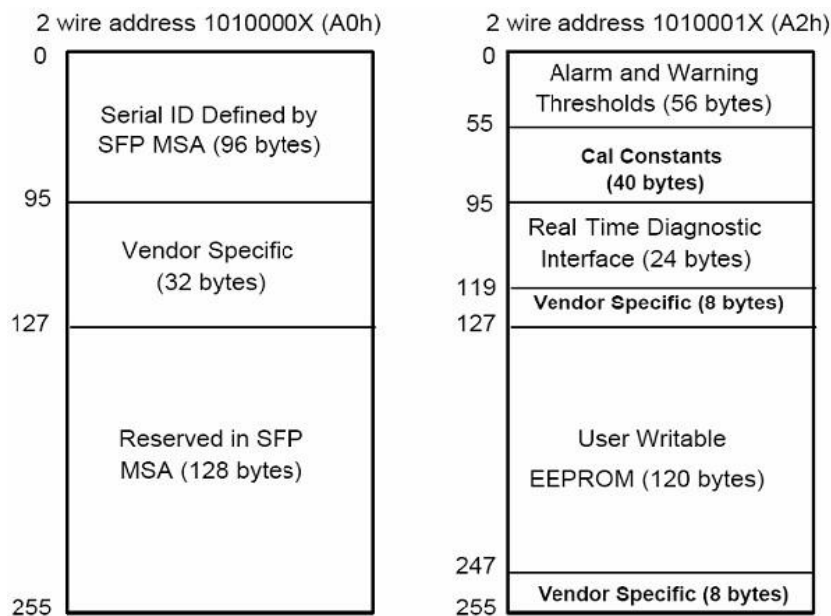 2 wire address 1010000X (A0h)
0
Serial ID Defined by
SFP MSA (96 bytes)
95
Vendor Specific
(32 bytes)
127
Reserved in SFP
MSA (128 bytes)
255
2 wire address 1010001X (A2h)
0
Alarm and Warning
Thresholds (56 bytes)
55
Cal Constants
(40 bytes)
95
Real Time Diagnostic
Interface (24 bytes)
119
Vendor Specific (8 bytes)
127
User Writable
EEPROM (120 bytes)
247
Vendor Specific (8 bytes)
255